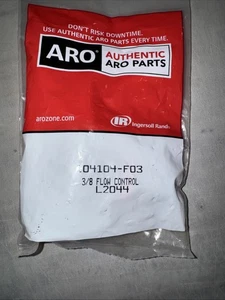 DON'T RISK DOWNTIME.
USE AUTHENTIC ARO PARTS EVERY TIME.
ARO AUTHENTIC
ARO PARTS
arozone.com
IR Ingersoll Rand
104104-F03
3/8 FLOW CONTROL
L2044